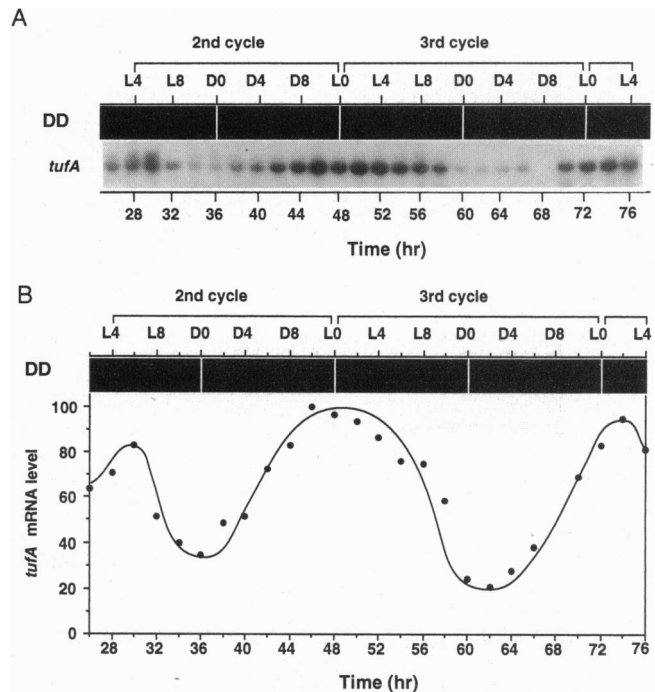 A
2nd cycle 3rd cycle
L4 L8 D0 D4 D8 L0 L4 L8 D0 D4 D8 L0 L4
DD
tufA
28 32 36 40 44 48 52 56 60 64 68 72 76
Time (hr)
B
2nd cycle 3rd cycle
L4 L8 D0 D4 D8 L0 L4 L8 D0 D4 D8 L0 L4
DD
100
80
60
40
20
0
tufA mRNA level
28 32 36 40 44 48 52 56 60 64 68 72 76
Time (hr)